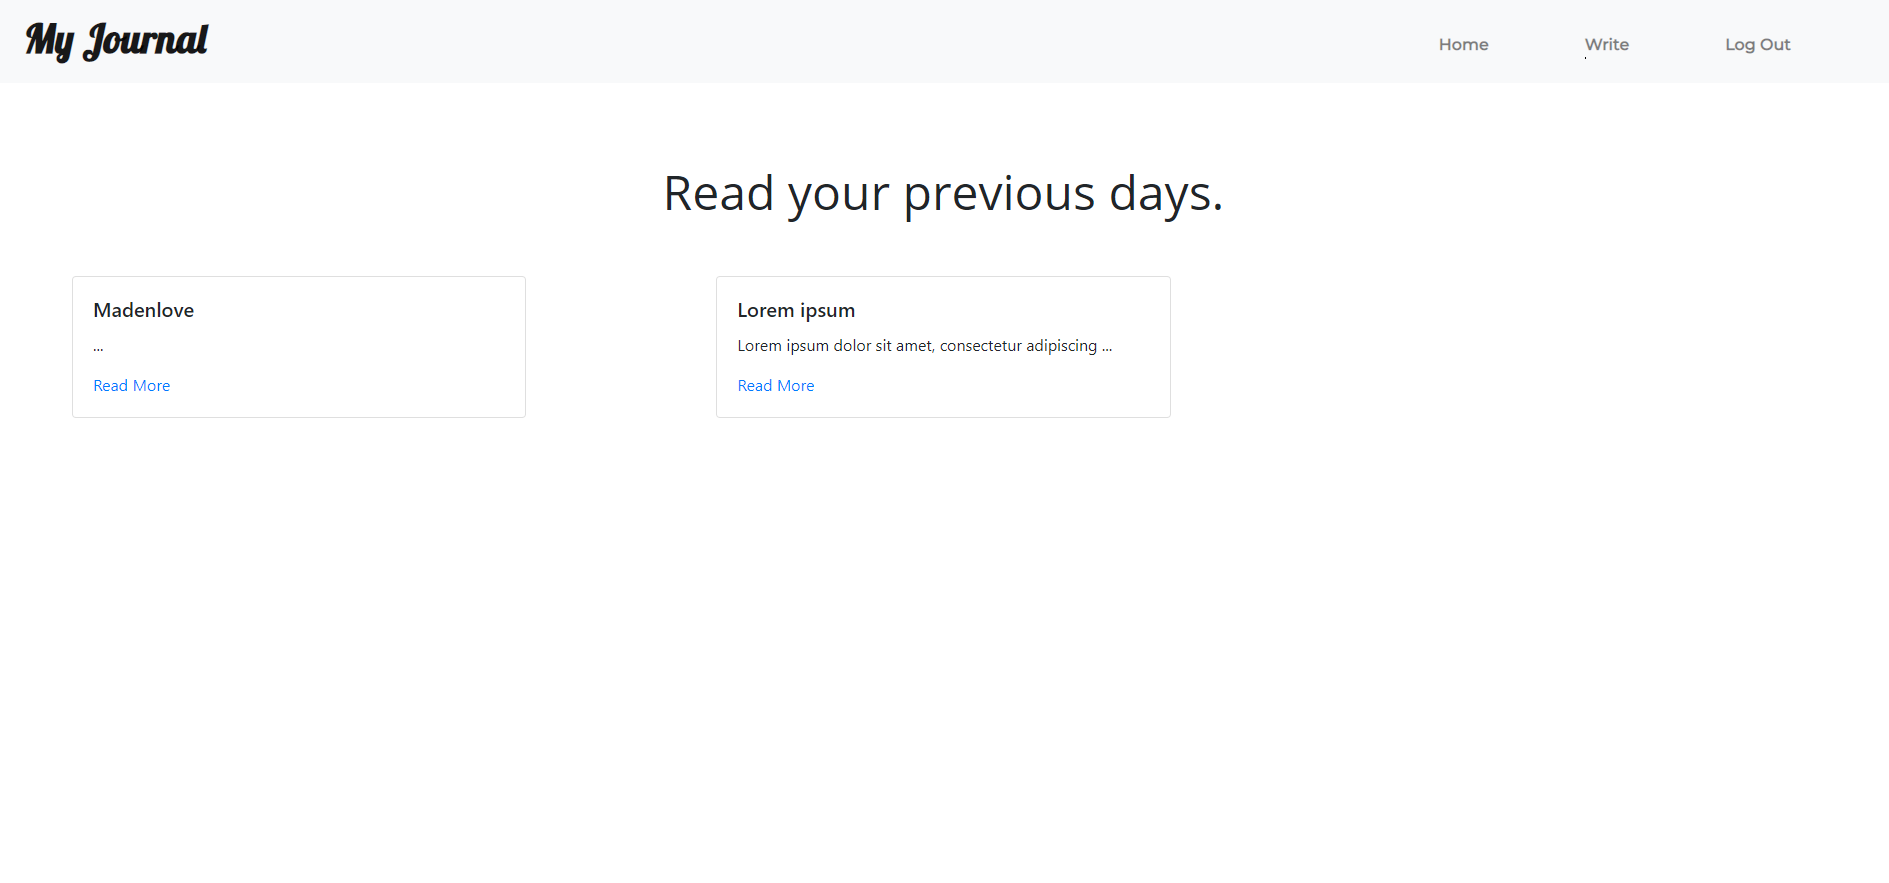 My Journal
Home Write Log Out
Read your previous days.
Madenlove
...
Read More
Lorem ipsum
Lorem ipsum dolor sit amet, consectetur adipiscing ...
Read More